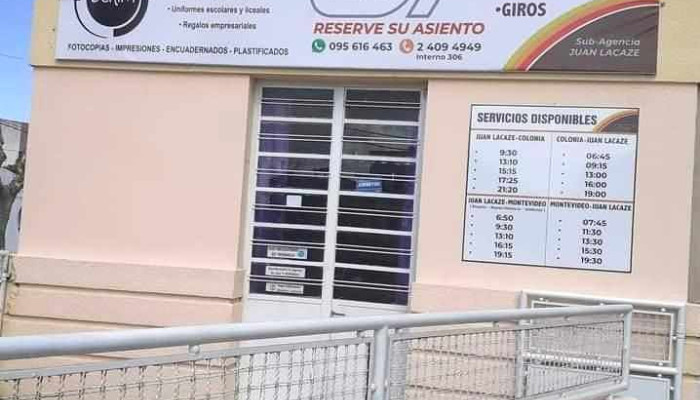 • Uniformes escolares y liceales
• Regalos empresariales
FOTOCOPIAS - IMPRESIONES - ENCUADERNADOS - PLASTIFICADOS
RESERVE SU ASIENTO
095 616 463
2 409 4949
Interno 306
•GIROS
Sub-Agencia
JUAN LACAZE
SERVICIOS DISPONIBLES
JUAN LACAZE-COLONIA
• 9:30
• 13:10
• 15:15
• 17:25
• 21:20
COLONIA-JUAN LACAZE
• 06:45
• 09:15
• 13:00
• 16:00
• 19:00
JUAN LACAZE-MONTEVIDEO
• 6:50
• 9:30
• 13:10
• 16:15
• 19:15
MONTEVIDEO-JUAN LACAZE
• 07:45
• 11:30
• 13:30
• 15:30
• 19:30